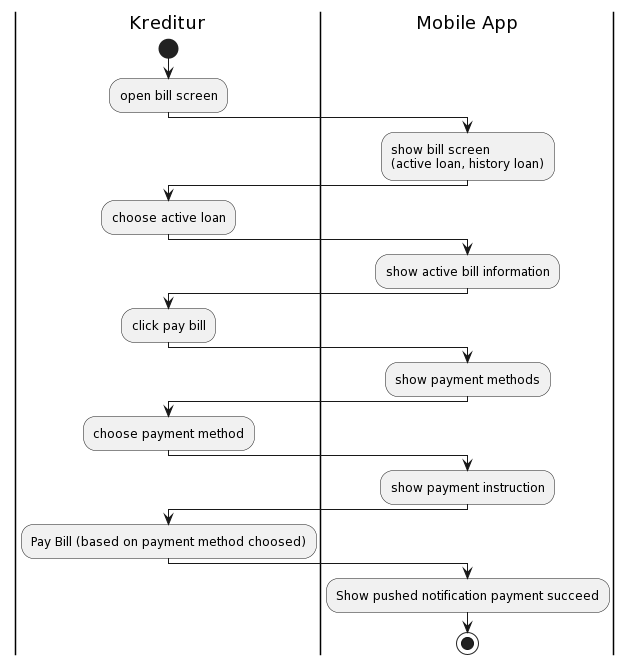 Kreditur
Mobile App
open bill screen
show bill screen
(active loan, history loan)
choose active loan
show active bill information
click pay bill
show payment methods
choose payment method
show payment instruction
Pay Bill (based on payment method choosed)
Show pushed notification payment succeed